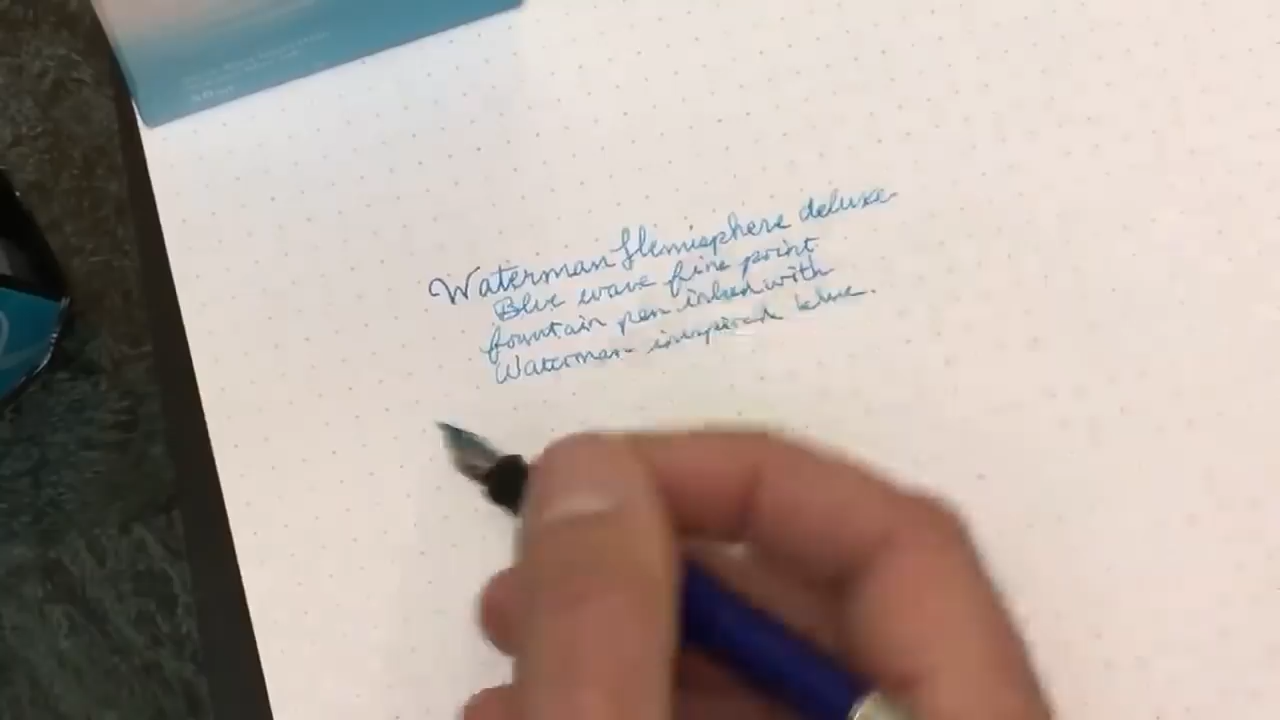 Waterman Hemisphere deluxe
Blue wave fine point
fountain pen inked with
Waterman inspired blue.